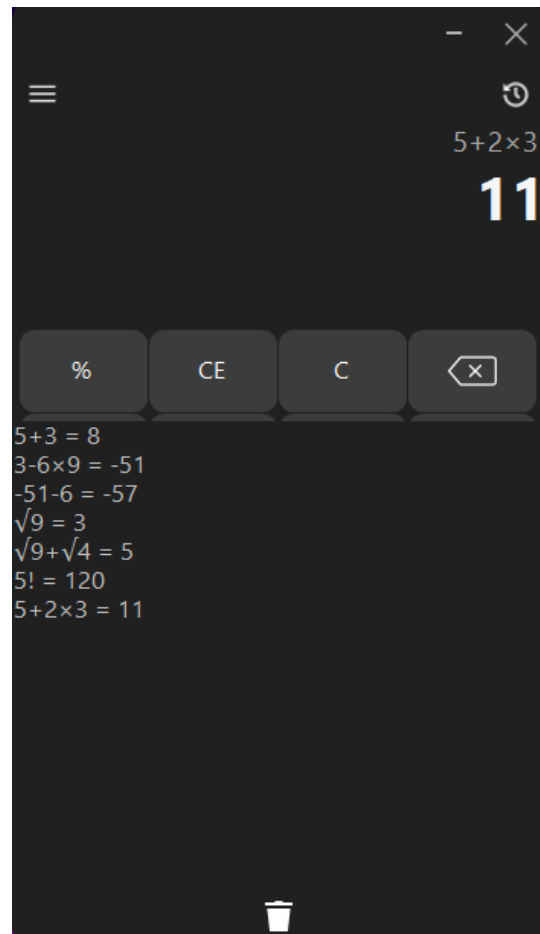 5+2×3
11
% CE C
5+3 = 8
3-6×9 = -51
-51-6 = -57
√9 = 3
√9+√4 = 5
5! = 120
5+2×3 = 11